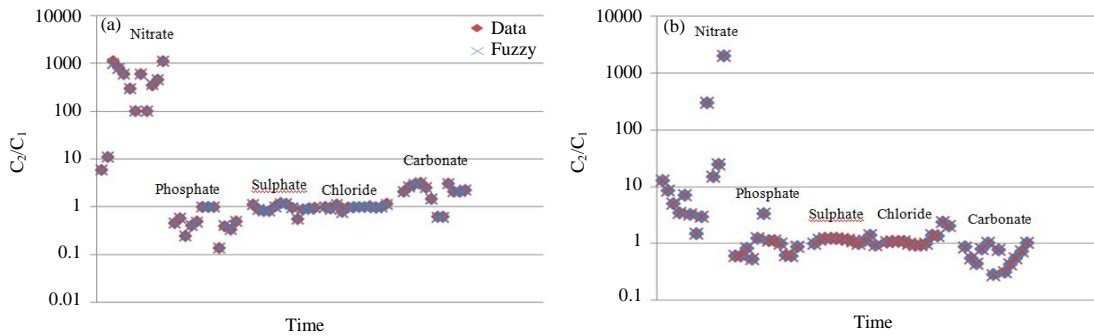 (a)
10000
1000
100
10
1
0.1
0.01
C2/C1
Time
Nitrate
Phosphate
Sulphate
Chloride
Carbonate
Data
Fuzzy
(b)
10000
1000
100
10
1
0.1
C2/C1
Time
Nitrate
Phosphate
Sulphate
Chloride
Carbonate